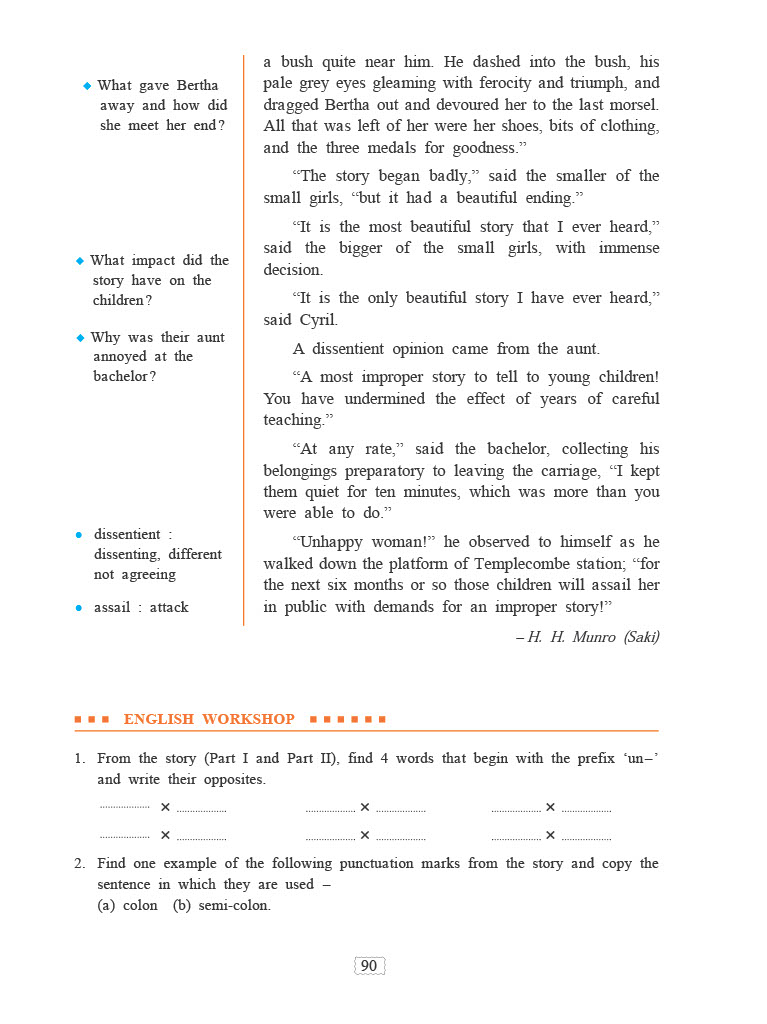 ◆ What gave Bertha
away and how did
she meet her end?
◆ What impact did the
story have on the
children?
◆ Why was their aunt
annoyed at the
bachelor?
● dissentient :
dissenting, different
not agreeing
● assail : attack
a bush quite near him. He dashed into the bush, his
pale grey eyes gleaming with ferocity and triumph, and
dragged Bertha out and devoured her to the last morsel.
All that was left of her were her shoes, bits of clothing,
and the three medals for goodness.”
“The story began badly,” said the smaller of the
small girls, “but it had a beautiful ending.”
“It is the most beautiful story that I ever heard,”
said the bigger of the small girls, with immense
decision.
“It is the only beautiful story I have ever heard,”
said Cyril.
A dissentient opinion came from the aunt.
“A most improper story to tell to young children!
You have undermined the effect of years of careful
teaching.”
“At any rate,” said the bachelor, collecting his
belongings preparatory to leaving the carriage, “I kept
them quiet for ten minutes, which was more than you
were able to do.”
“Unhappy woman!” he observed to himself as he
walked down the platform of Templecombe station; “for
the next six months or so those children will assail her
in public with demands for an improper story!”
– H. H. Munro (Saki)
ENGLISH WORKSHOP
1. From the story (Part I and Part II), find 4 words that begin with the prefix ‘un–’
and write their opposites.
................... × ................... ................... × ................... ................... × ...................
................... × ................... ................... × ................... ................... × ...................
2. Find one example of the following punctuation marks from the story and copy the
sentence in which they are used –
(a) colon (b) semi-colon.
90